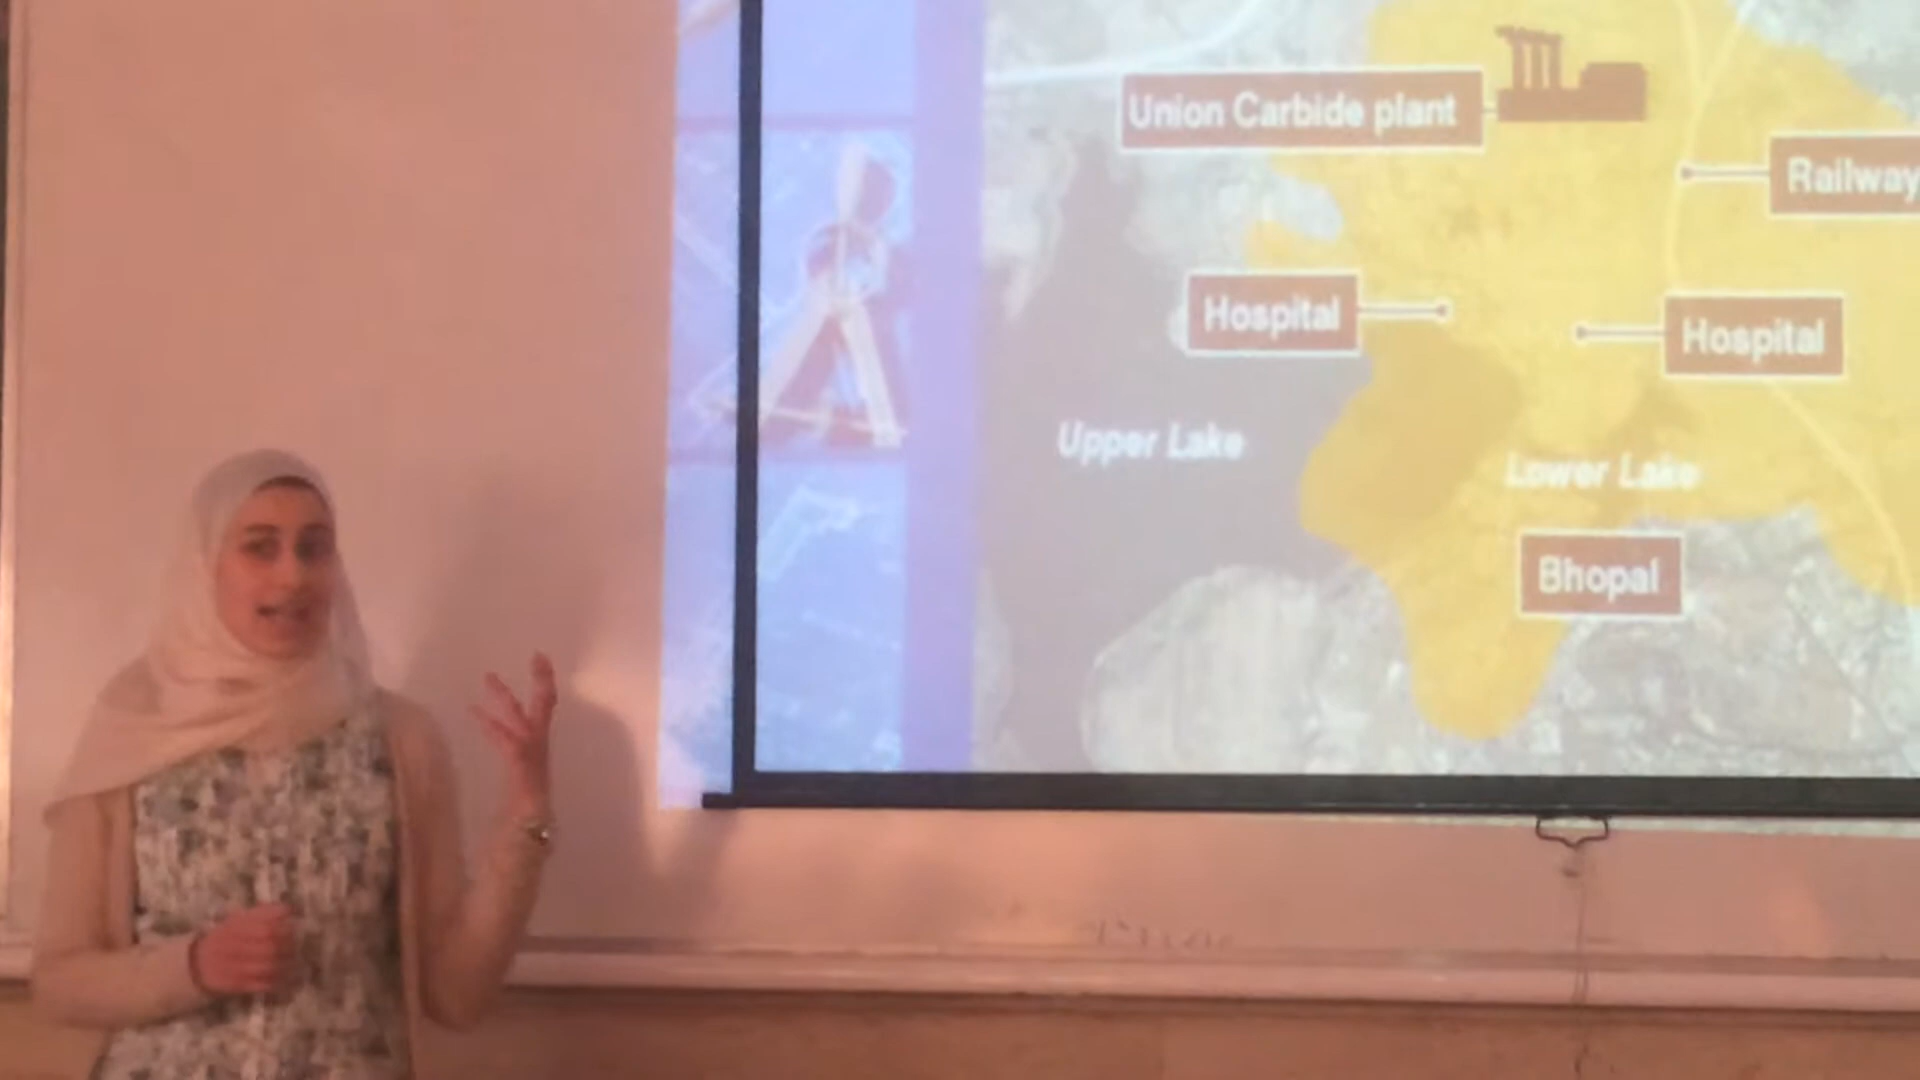 Union Carbide plant
Railway
Hospital
Hospital
Upper Lake
Lower Lake
Bhopal